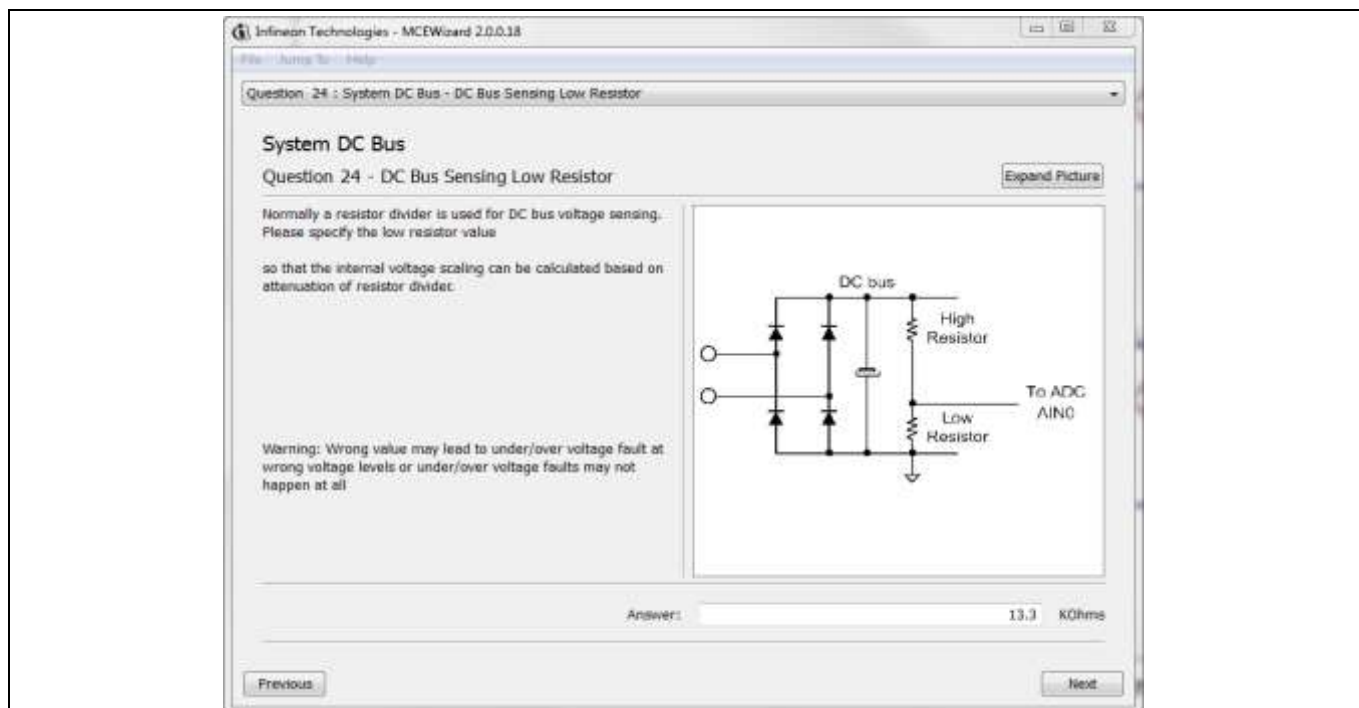 Infineon Technologies - MCEWizard 2.0.0.18
File Jump To Help
Question 24 : System DC Bus - DC Bus Sensing Low Resistor
System DC Bus
Question 24 - DC Bus Sensing Low Resistor
Expand Picture
Normally a resistor divider is used for DC bus voltage sensing.
Please specify the low resistor value
so that the internal voltage scaling can be calculated based on
attenuation of resistor divider.
Warning: Wrong value may lead to under/over voltage fault at
wrong voltage levels or under/over voltage faults may not
happen at all
DC bus
High
Resistor
To ADC
AIN0
Low
Resistor
Answer: 13.3 KOhms
Previous
Next